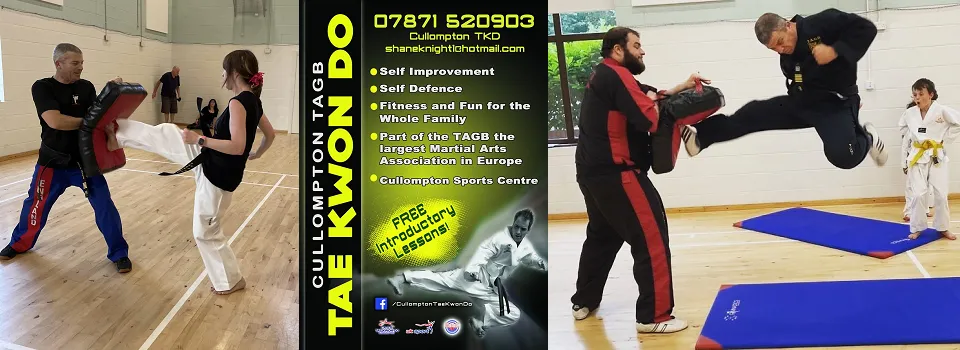 CULLOMPTON TAGB
TAE KWON DO
07871 520903
Cullompton TKD
shaneknight1@hotmail.com
Self Improvement
Self Defence
Fitness and Fun for the
Whole Family
Part of the TAGB the
largest Martial Arts
Association in Europe
Cullompton Sports Centre
FREE
Introductory
Lessons!
/CullomptonTaeKwonDo
ENGLAND